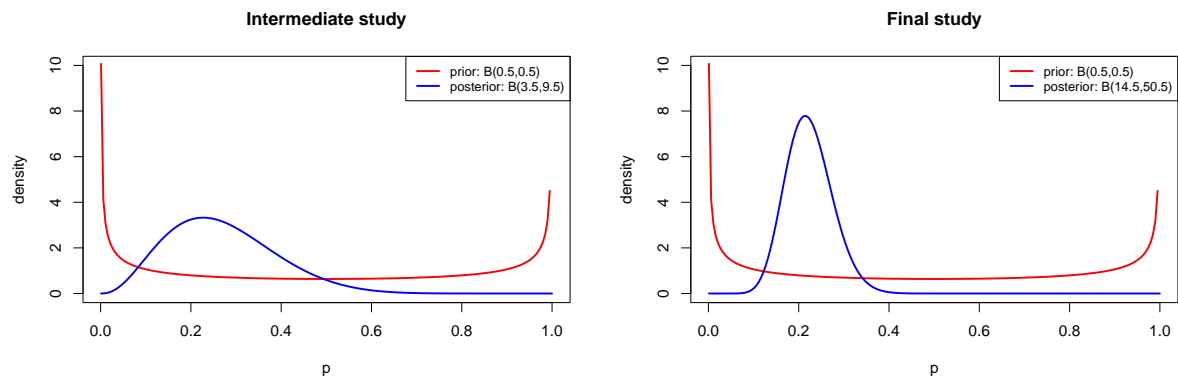 Intermediate study
density
0
2
4
6
8
10
prior: B(0.5,0.5)
posterior: B(3.5,9.5)
0.0 0.2 0.4 0.6 0.8 1.0
p
Final study
density
0
2
4
6
8
10
prior: B(0.5,0.5)
posterior: B(14.5,50.5)
0.0 0.2 0.4 0.6 0.8 1.0
p